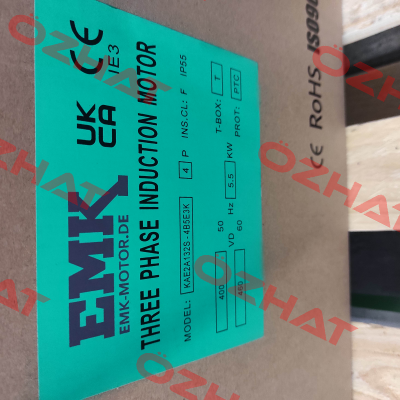 EMK UK CE
CA IE3
EMK-MOTOR.DE
THREE PHASE INDUCTION MOTOR
MODEL: KAE2A132S-4B5E3K 4 P INS.CL: F IP55
400 50 T-BOX: T
VD Hz 5.5 KW
460 60 PROT: PTC
CE RoHS
OZHAT
OZHAT
OZHAT
OZHAT
OZHAT